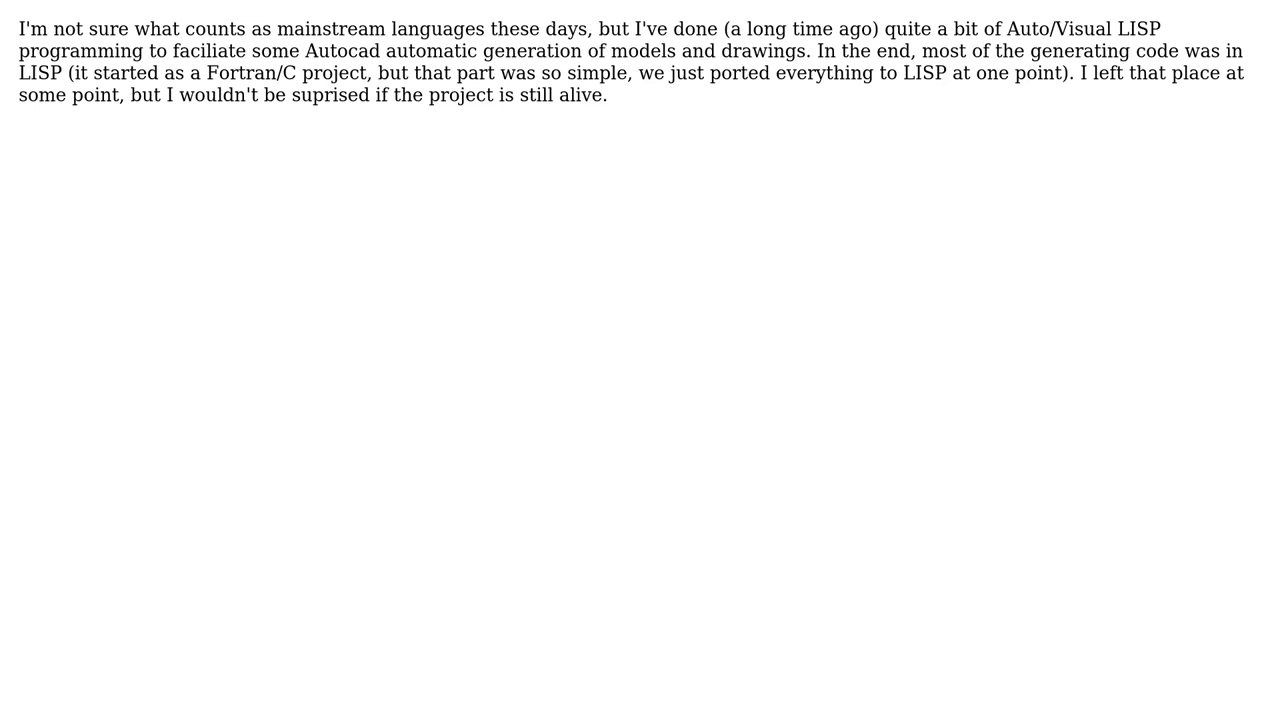 I'm not sure what counts as mainstream languages these days, but I've done (a long time ago) quite a bit of Auto/Visual LISP
programming to faciliate some Autocad automatic generation of models and drawings. In the end, most of the generating code was in
LISP (it started as a Fortran/C project, but that part was so simple, we just ported everything to LISP at one point). I left that place at
some point, but I wouldn't be suprised if the project is still alive.